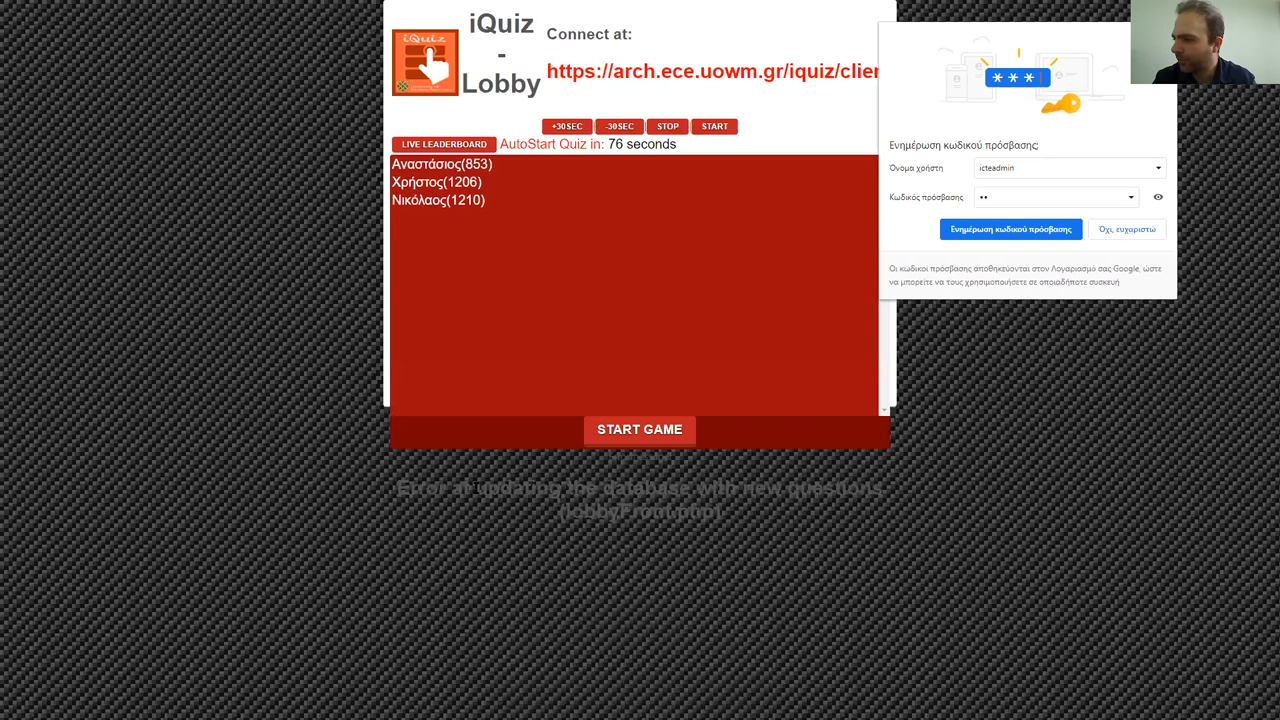 iQuiz
iQuiz
-
Lobby
Connect at:
https://arch.ece.uowm.gr/iquiz/clien
+30SEC
-30SEC
STOP
START
LIVE LEADERBOARD
AutoStart Quiz in: 76 seconds
Αναστάσιος(853)
Χρήστος(1206)
Νικόλαος(1210)
START GAME
Error at updating the database with new questions
(lobbyFront.php)
* * *
Ενημέρωση κωδικού πρόσβασης;
Όνομα χρήστη
icteadmin
Κωδικός πρόσβασης
••
Ενημέρωση κωδικού πρόσβασης
Όχι, ευχαριστώ
Οι κωδικοι πρόσβασης αποθηκεύονται στον Λογαριασμό σας Google, ώστε
να μπορείτε να τους χρησιμοποιήσετε σε οποιαδήποτε συσκευή